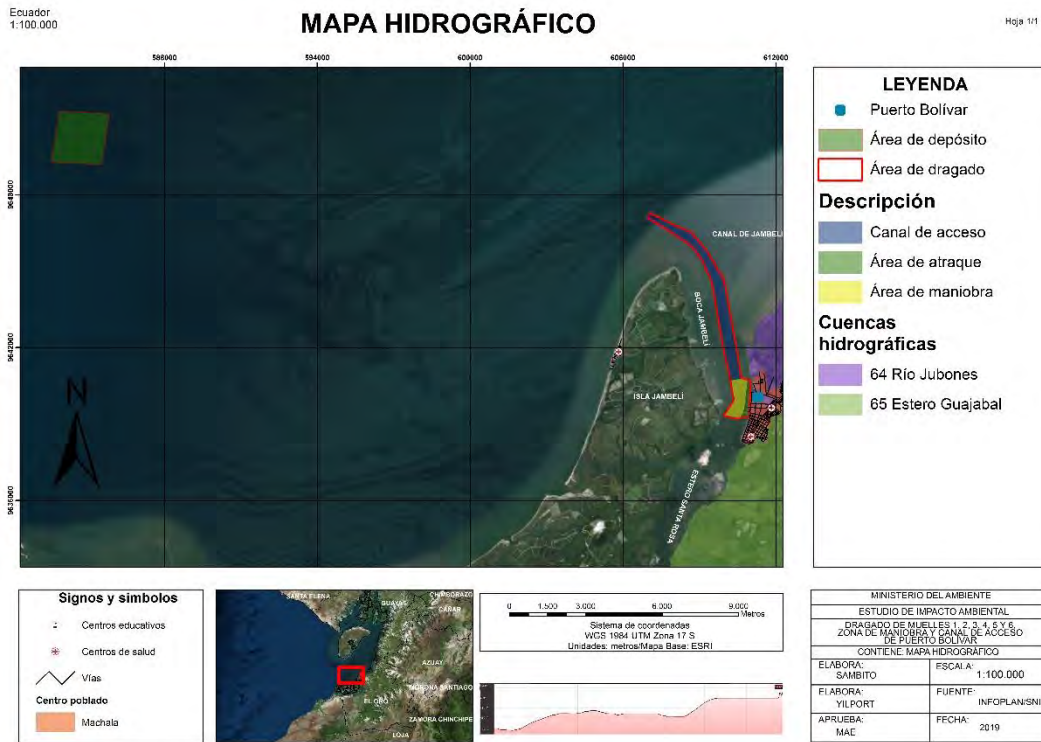 Ecuador
1:100.000
MAPA HIDROGRÁFICO
Hoja 1/1
588000
594000
600000
606000
612000
9648000
9642000
9636000
N
CANAL DE JAMBELÍ
BOCA JAMBELÍ
ISLA JAMBELÍ
ESTERO SANTA ROSA
LEYENDA
Puerto Bolívar
Área de depósito
Área de dragado
Descripción
Canal de acceso
Área de atraque
Área de maniobra
Cuencas
hidrográficas
64 Río Jubones
65 Estero Guajabal
Signos y simbolos
Centros educativos
Centros de salud
Vías
Centro poblado
Machala
SANTA ELENA
GUAYAS
CHIMBORAZO
CAÑAR
AZUAY
MORONA SANTIAGO
EL ORO
ZAMORA CHINCHIPE
LOJA
0 1.500 3.000 6.000 9.000
Metros
Sistema de coordenadas
WGS 1984 UTM Zona 17 S
Unidades: metros/Mapa Base: ESRI
MINISTERIO DEL AMBIENTE
ESTUDIO DE IMPACTO AMBIENTAL
DRAGADO DE MUELLES 1, 2, 3, 4, 5 Y 6,
ZONA DE MANIOBRA Y CANAL DE ACCESO
DE PUERTO BOLÍVAR
CONTIENE: MAPA HIDROGRÁFICO
ELABORA:
SAMBITO
ESCALA:
1:100.000
ELABORA:
YILPORT
FUENTE:
INFOPLAN/SNI
APRUEBA:
MAE
FECHA:
2019